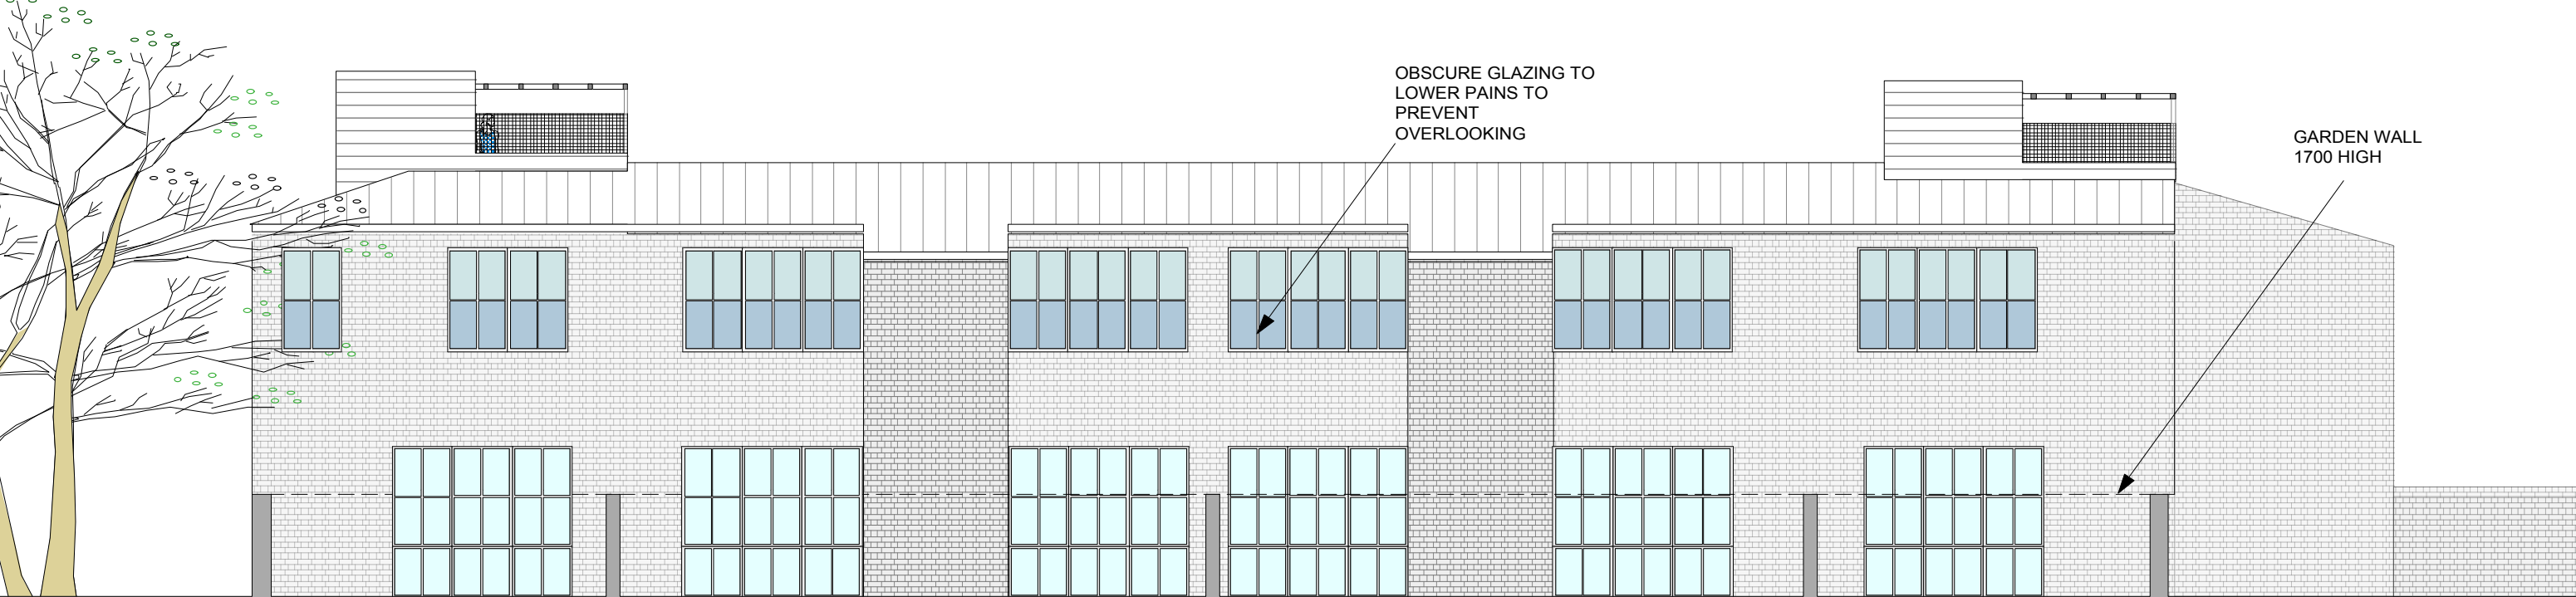 OBSCURE GLAZING TO
LOWER PAINS TO
PREVENT
OVERLOOKING
GARDEN WALL
1700 HIGH